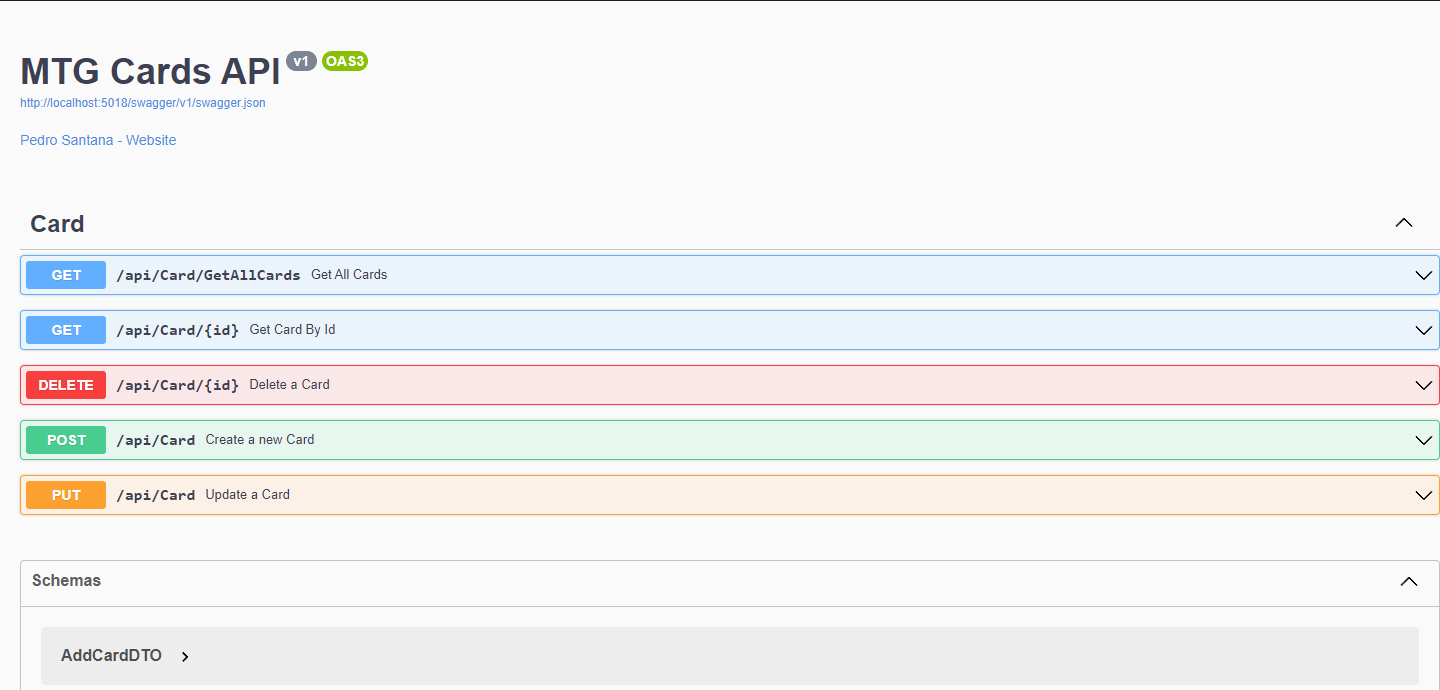 MTG Cards API v1 OAS3
http://localhost:5018/swagger/v1/swagger.json
Pedro Santana - Website
Card
GET /api/Card/GetAllCards Get All Cards
GET /api/Card/{id} Get Card By Id
DELETE /api/Card/{id} Delete a Card
POST /api/Card Create a new Card
PUT /api/Card Update a Card
Schemas
AddCardDTO